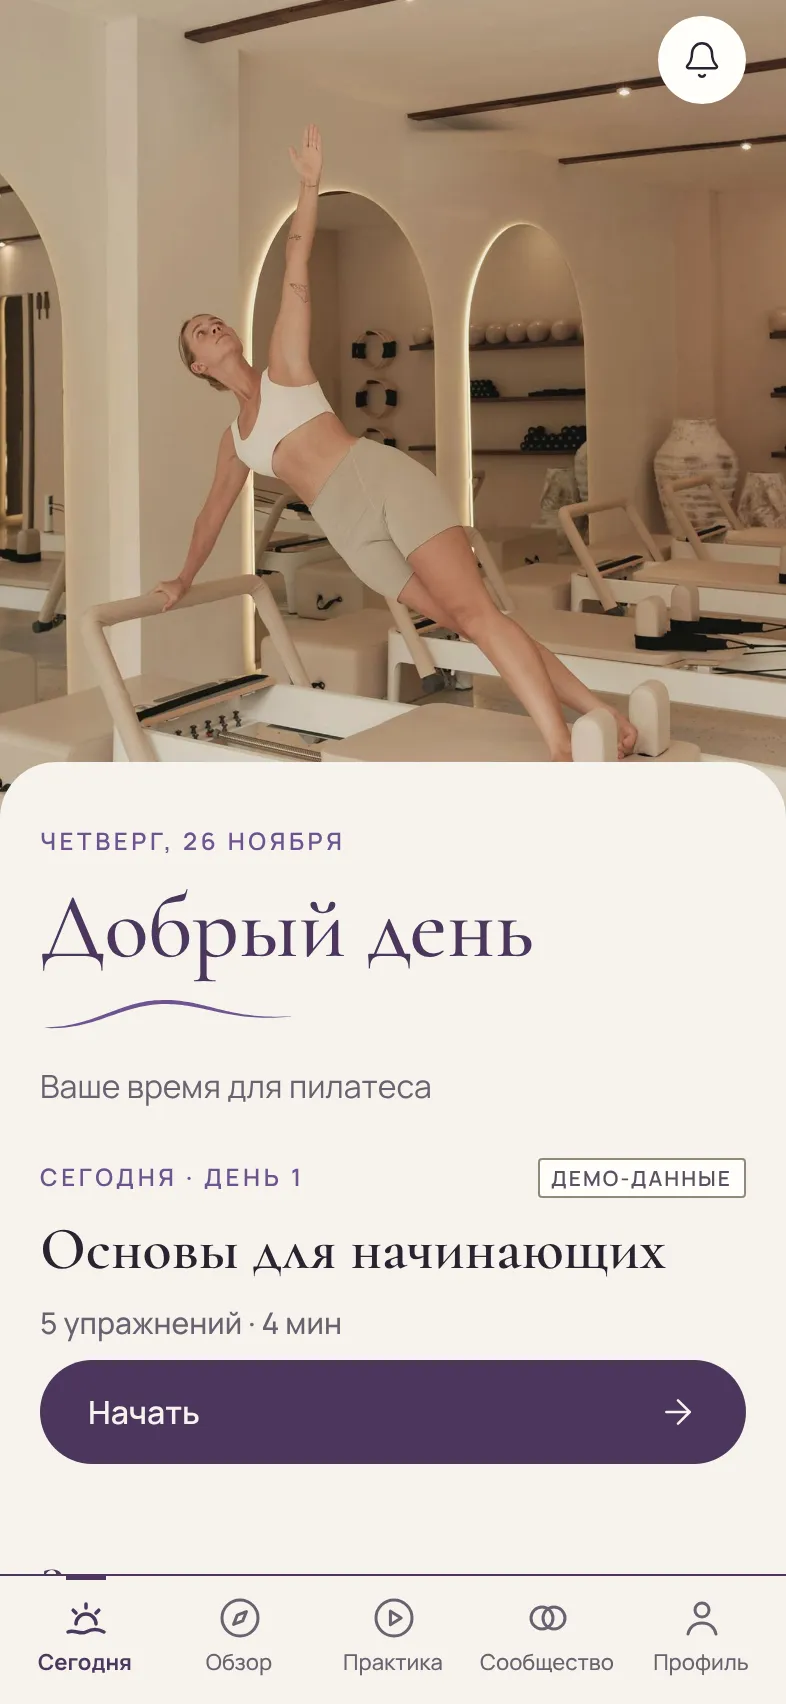 ЧЕТВЕРГ, 26 НОЯБРЯ
Добрый день
Ваше время для пилатеса
СЕГОДНЯ · ДЕНЬ 1
ДЕМО-ДАННЫЕ
Основы для начинающих
5 упражнений · 4 мин
Начать
Сегодня
Обзор
Практика
Сообщество
Профиль